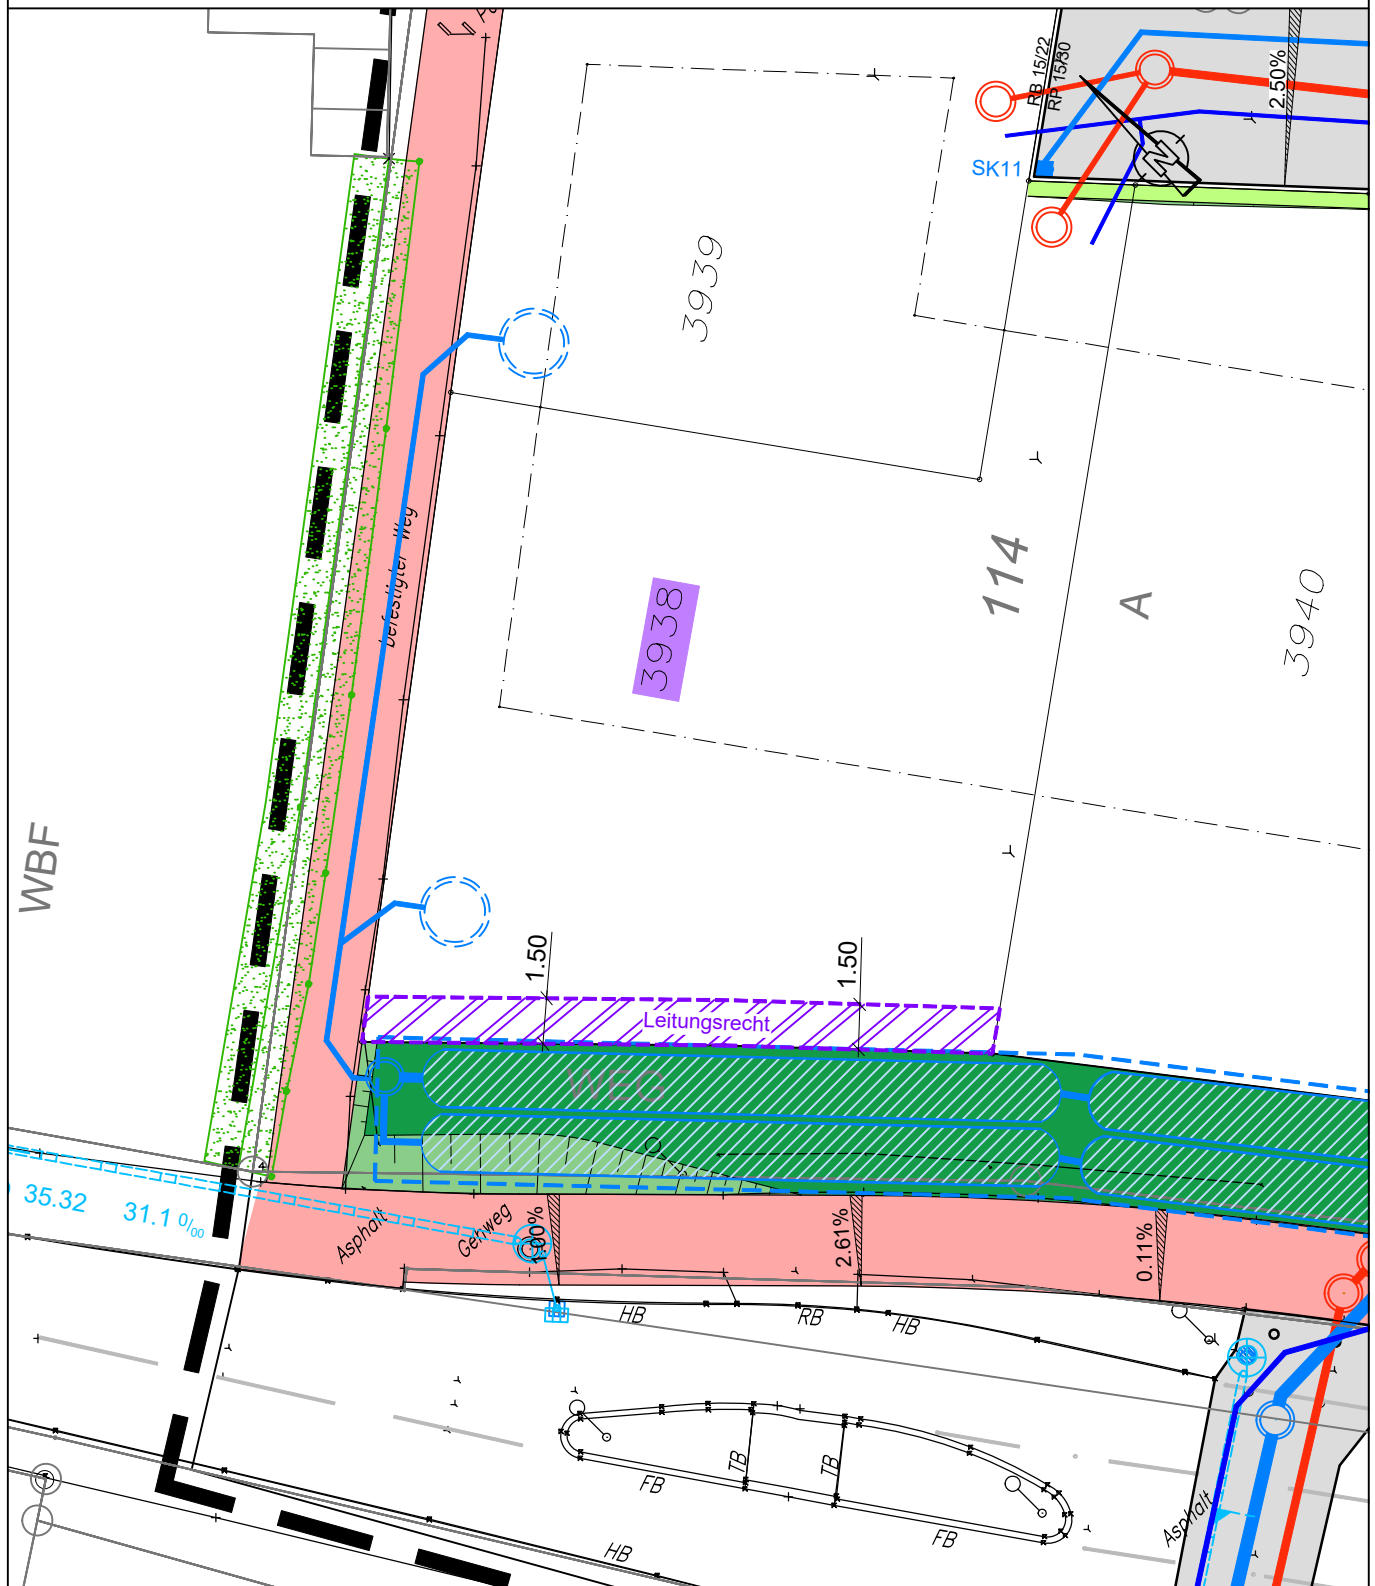 RB 15/22
RP 15/30
2.50%
SK11
N
3939
befestigter Weg
3938
114
A
3940
WBF
1.50
1.50
Leitungsrecht
WEG
35.32
31.1 0/00
Asphalt
Gehweg
2.61%
0.11%
HB
RB
HB
TB
TB
FB
FB
Asphalt
HB